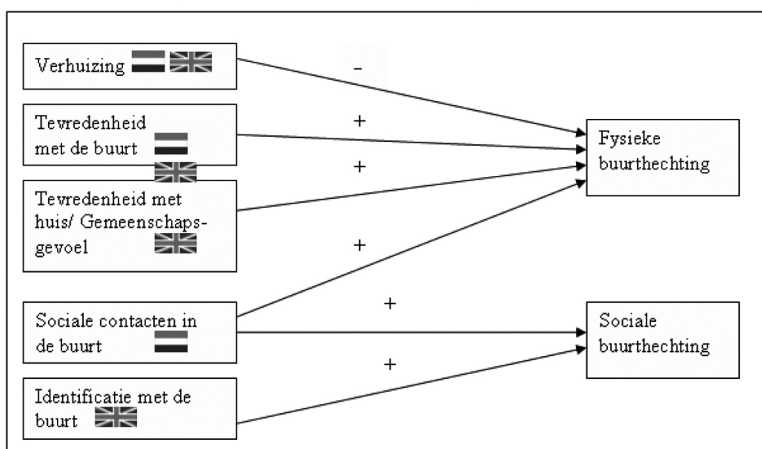 Verhuizing
-
Tevredenheid
met de buurt
+
+
Fysieke
buurthechting
Tevredenheid met
huis/ Gemeenschaps-
gevoel
+
Sociale contacten in
de buurt
+
Sociale
buurthechting
+
Identificatie met de
buurt